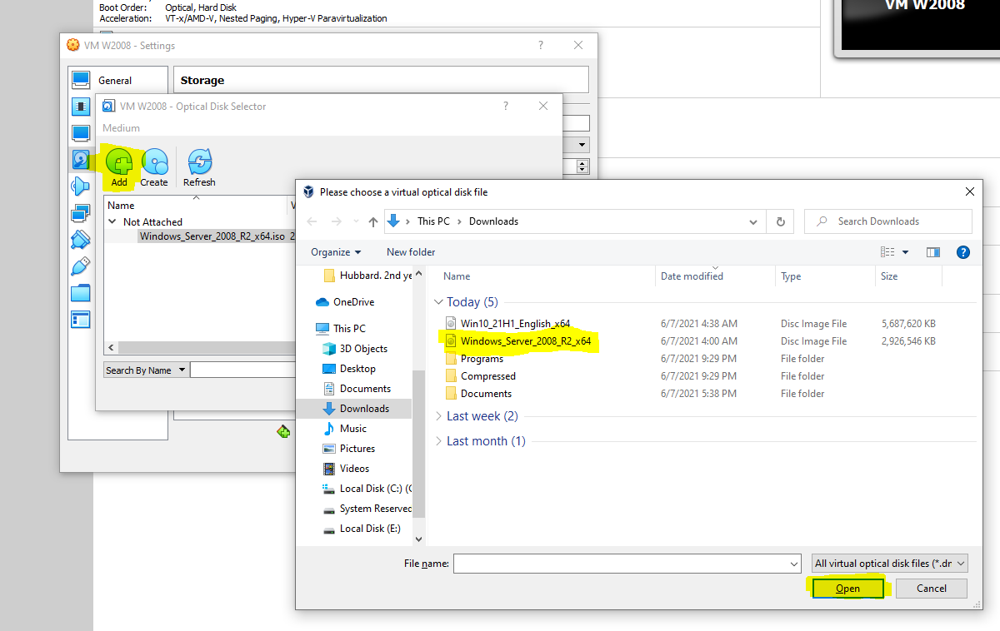 Boot Order: Optical, Hard Disk
Acceleration: VT-x/AMD-V, Nested Paging, Hyper-V Paravirtualization
VM W2008
VM W2008 - Settings
?
General
Storage
VM W2008 - Optical Disk Selector
?
Medium
Add Create Refresh
Name
Not Attached
Windows_Server_2008_R2_x64.iso 2
Search By Name
Please choose a virtual optical disk file
This PC > Downloads
Search Downloads
Organize New folder
?
Hubbard. 2nd ye
OneDrive
This PC
3D Objects
Desktop
Documents
Downloads
Music
Pictures
Videos
Local Disk (C:) (
System Reserved
Local Disk (E:)
Name Date modified Type Size
Today (5)
Win10_21H1_English_x64 6/7/2021 4:38 AM Disc Image File 5,687,620 KB
Windows_Server_2008_R2_x64 6/7/2021 4:00 AM Disc Image File 2,926,546 KB
Programs 6/7/2021 9:29 PM File folder
Compressed 6/7/2021 9:29 PM File folder
Documents 6/7/2021 5:38 PM File folder
Last week (2)
Last month (1)
File name:
All virtual optical disk files (*.dr
Open Cancel